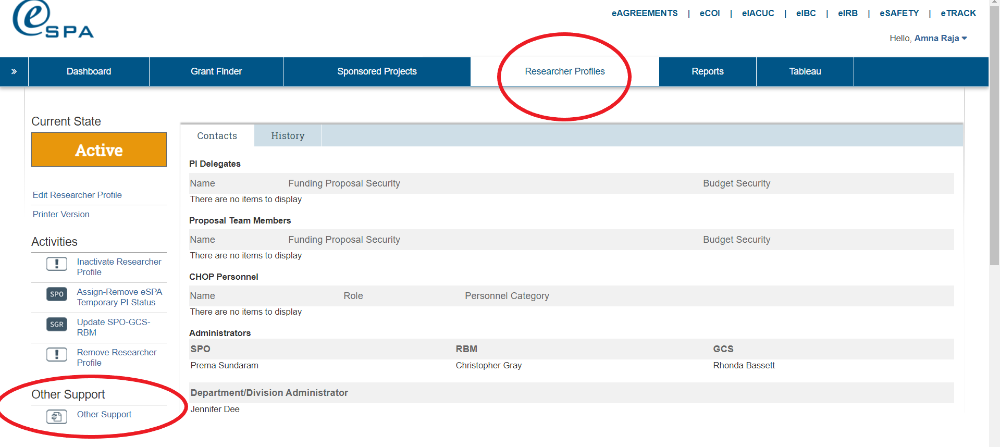 eSPA
eAGREEMENTS | eCOI | eIACUC | eIBC | eIRB | eSAFETY | eTRACK
Hello, Amna Raja
» Dashboard Grant Finder Sponsored Projects Researcher Profiles Reports Tableau
Current State
Active
Edit Researcher Profile
Printer Version
Activities
! Inactivate Researcher
Profile
SPO Assign-Remove eSPA
Temporary PI Status
SGR Update SPO-GCS-
RBM
! Remove Researcher
Profile
Other Support
Other Support
Contacts History
PI Delegates
Name Funding Proposal Security Budget Security
There are no items to display
Proposal Team Members
Name Funding Proposal Security Budget Security
There are no items to display
CHOP Personnel
Name Role Personnel Category
There are no items to display
Administrators
SPO RBM GCS
Prema Sundaram Christopher Gray Rhonda Bassett
Department/Division Administrator
Jennifer Dee